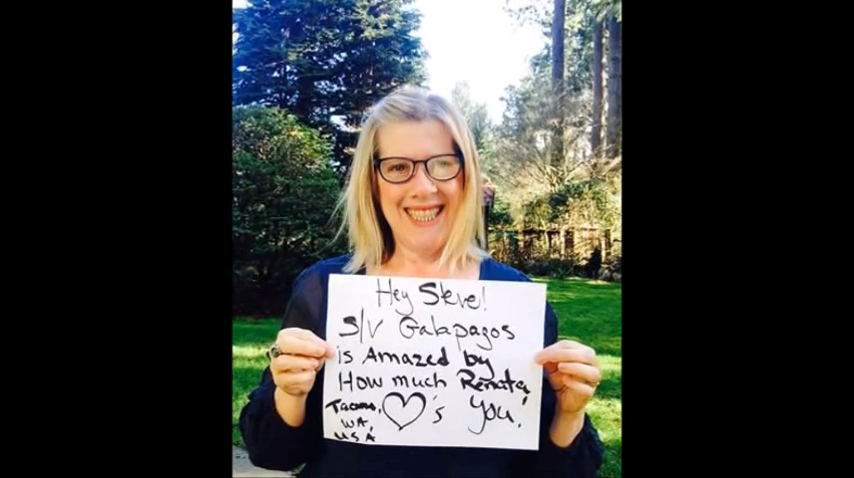 Hey Steve!
S/V Galapagos
is Amazed by
How much Renata
♡'s You.
Tacoma,
WA,
USA